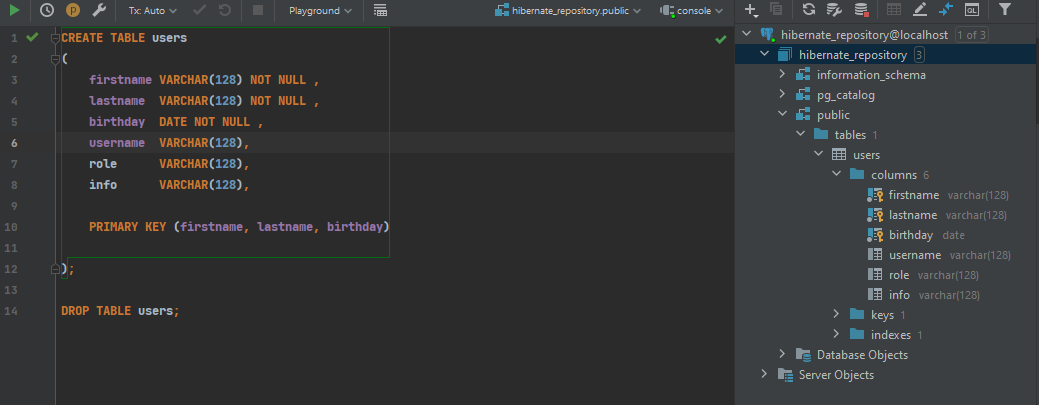 Tx: Auto
Playground
hibernate_repository.public
console
1 CREATE TABLE users
2 (
3 firstname VARCHAR(128) NOT NULL ,
4 lastname VARCHAR(128) NOT NULL ,
5 birthday DATE NOT NULL ,
6 username VARCHAR(128),
7 role VARCHAR(128),
8 info VARCHAR(128),
9
10 PRIMARY KEY (firstname, lastname, birthday)
11
12 );
13
14 DROP TABLE users;
QL
hibernate_repository@localhost 1 of 3
hibernate_repository 3
information_schema
pg_catalog
public
tables 1
users
columns 6
firstname varchar(128)
lastname varchar(128)
birthday date
username varchar(128)
role varchar(128)
info varchar(128)
keys 1
indexes 1
Database Objects
Server Objects